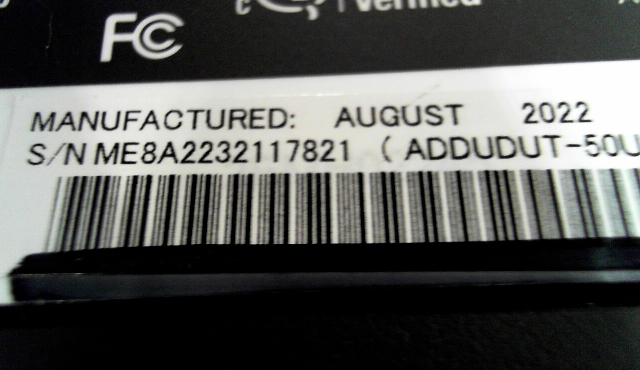 Verified
FC
MANUFACTURED: AUGUST 2022
S/N ME8A2232117821 ( ADDUDUT-50U